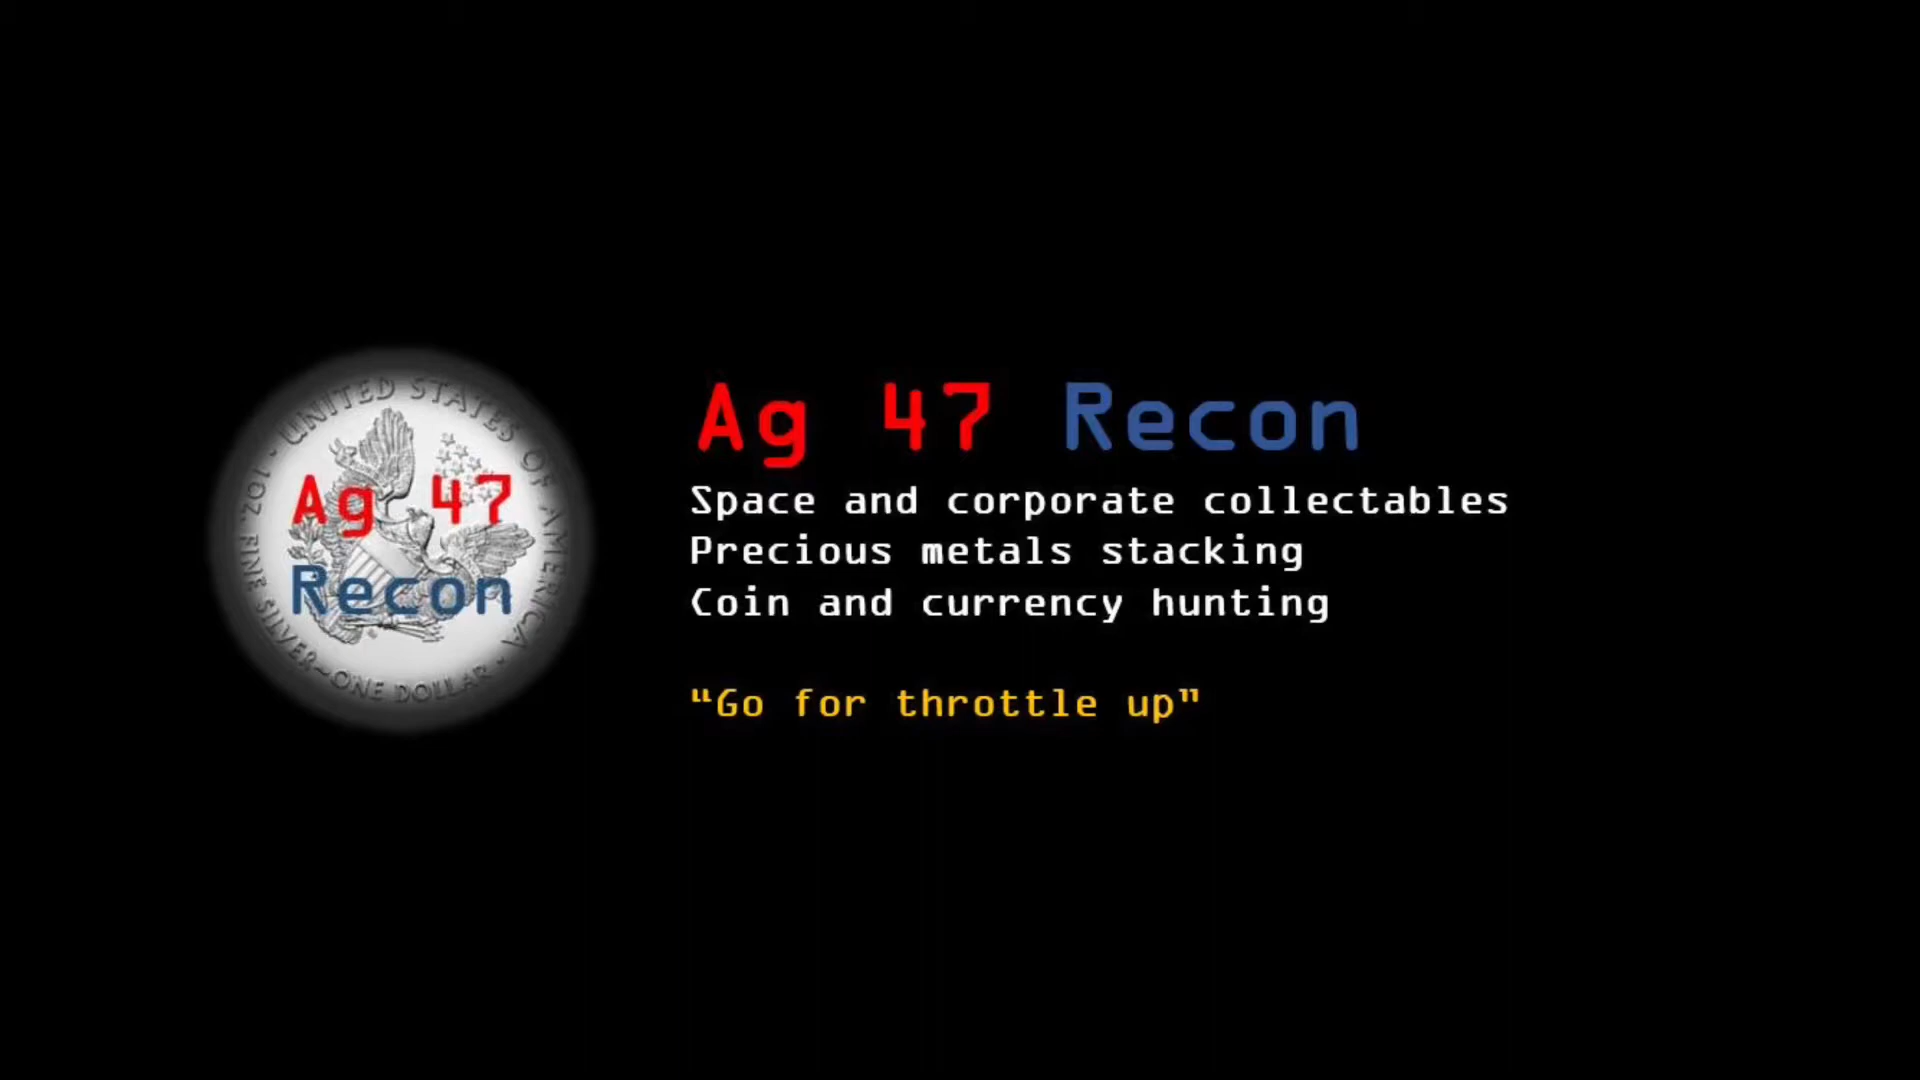 UNITED STATES OF AMERICA
1 OZ. FINE SILVER~ONE DOLLAR
Ag 47
Recon
Ag 47 Recon
Space and corporate collectables
Precious metals stacking
Coin and currency hunting
“Go for throttle up”